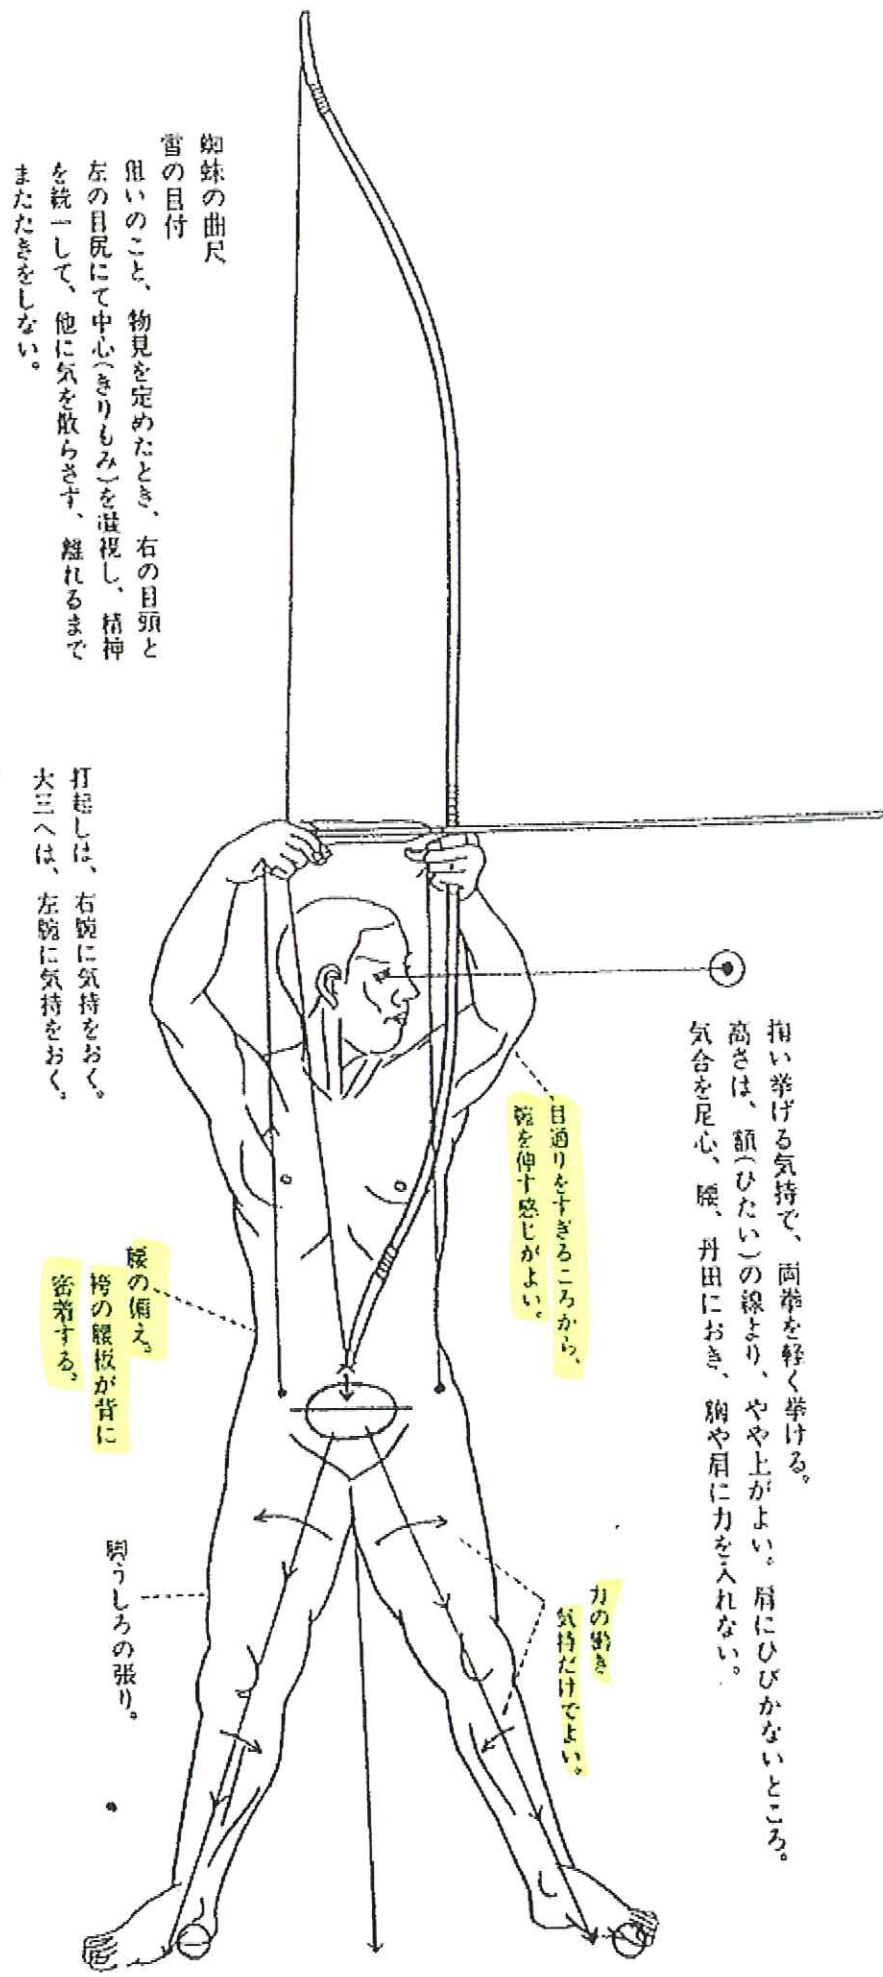 掬い挙げる気持で、両拳を軽く挙ける。
高さは、額(ひたい)の線より、やや上がよい。肩にひびかないところ。
気合を足心、腰、丹田におき、胸や肩に力を入れない。
目通りをすぎるころから、
腕を伸す感じがよい。
力の働き
気持だけでよい。
蜘蛛の曲尺
雪の目付
狙いのこと、物見を定めたとき、右の目頭と
左の目尻にて中心(きりもみ)を凝視し、精神
を統一して、他に気を散らさず、離れるまで
またたきをしない。
打起しは、右腕に気持をおく。
大三へは、左腕に気持をおく。
腰の備え。
袴の腰板が背に
密着する。
脚うしろの張り。